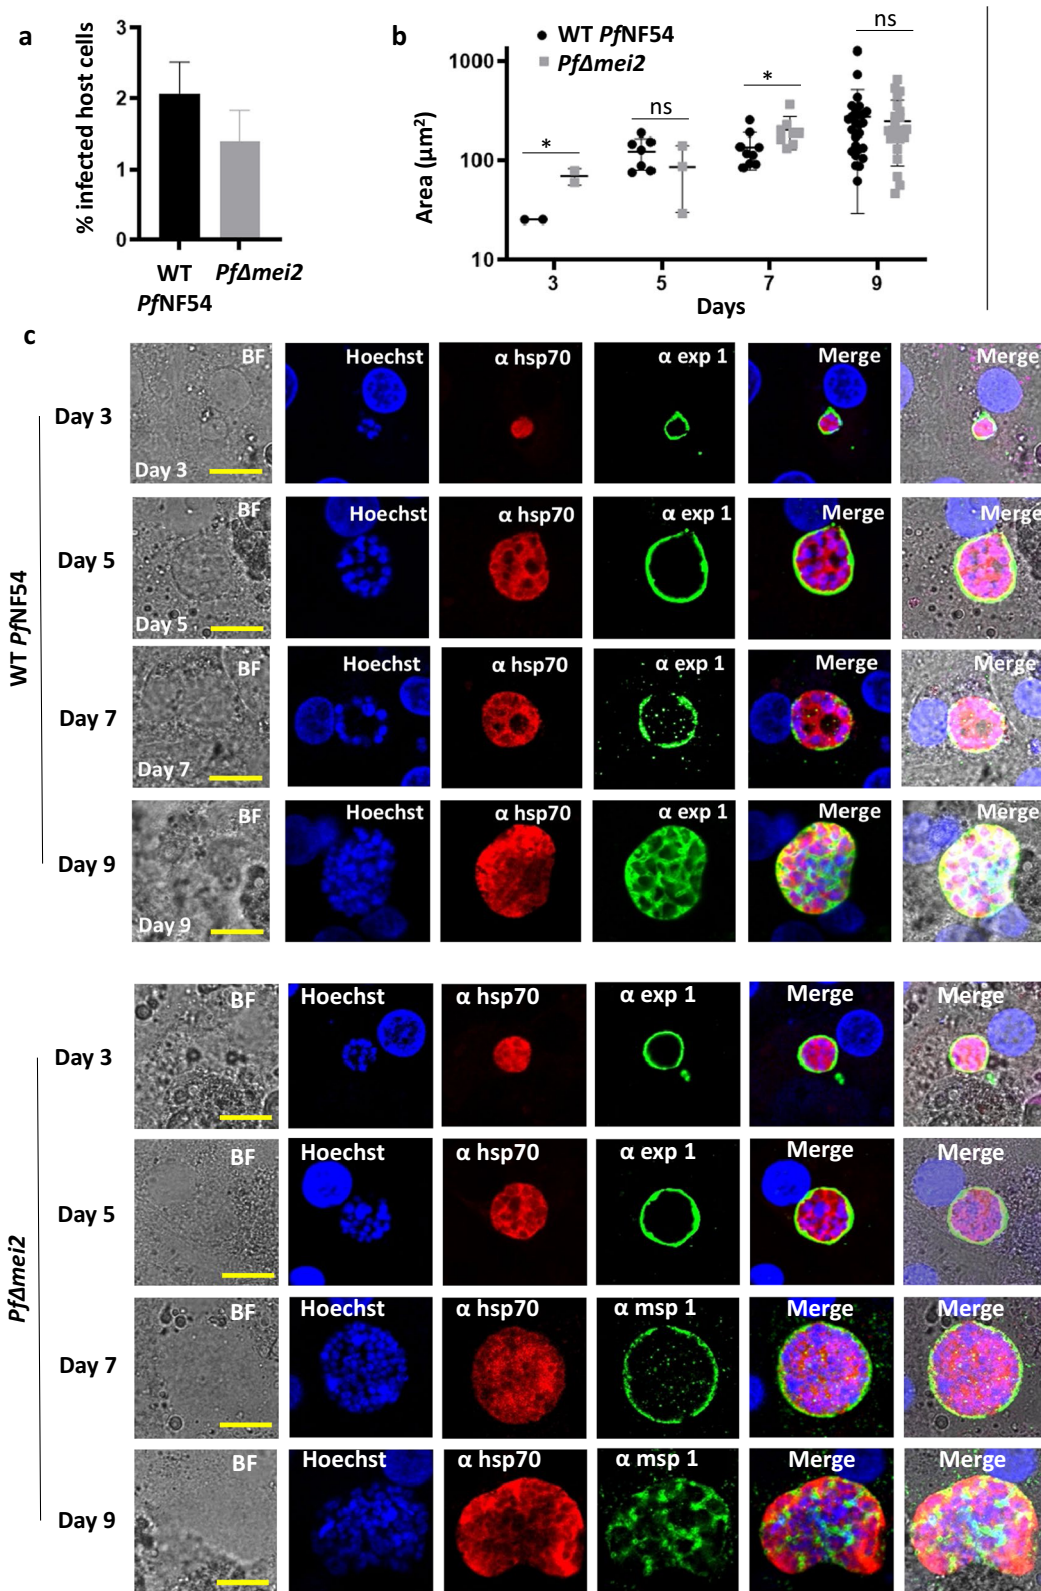 a
3
2
1
0
% infected host cells
WT
PfNF54
PfΔmei2
b
WT PfNF54
PfΔmei2
1000
100
10
Area (μm²)
*
ns
*
ns
3 5 7 9
Days
c
WT PfNF54
Day 3
BF Hoechst α hsp70 α exp 1 Merge Merge
Day 3
Day 5
BF Hoechst α hsp70 α exp 1 Merge Merge
Day 5
Day 7
BF Hoechst α hsp70 α exp 1 Merge Merge
Day 7
Day 9
BF Hoechst α hsp70 α exp 1 Merge Merge
Day 9
PfΔmei2
Day 3
BF Hoechst α hsp70 α exp 1 Merge Merge
Day 5
BF Hoechst α hsp70 α exp 1 Merge Merge
Day 7
BF Hoechst α hsp70 α msp 1 Merge Merge
Day 9
BF Hoechst α hsp70 α msp 1 Merge Merge